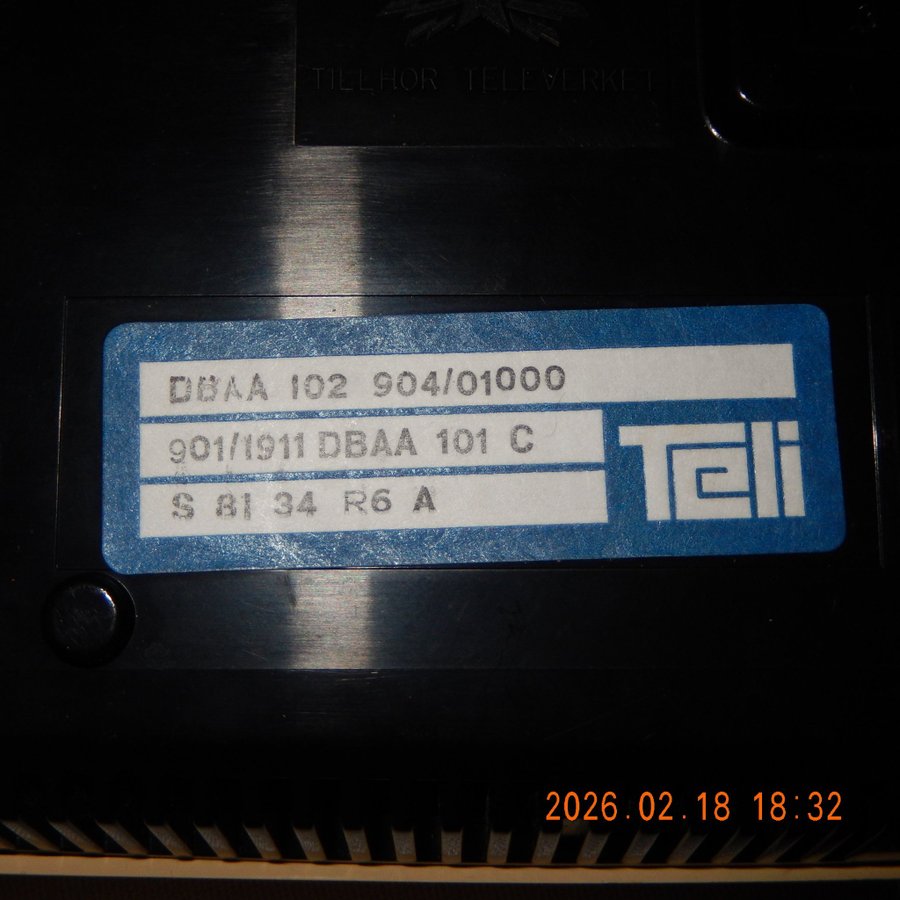 TILLHÖR TELEVERKET
DBAA 102 904/01000
901/1911 DBAA 101 C
S 81 34 R6 A
Teli
2026.02.18 18:32